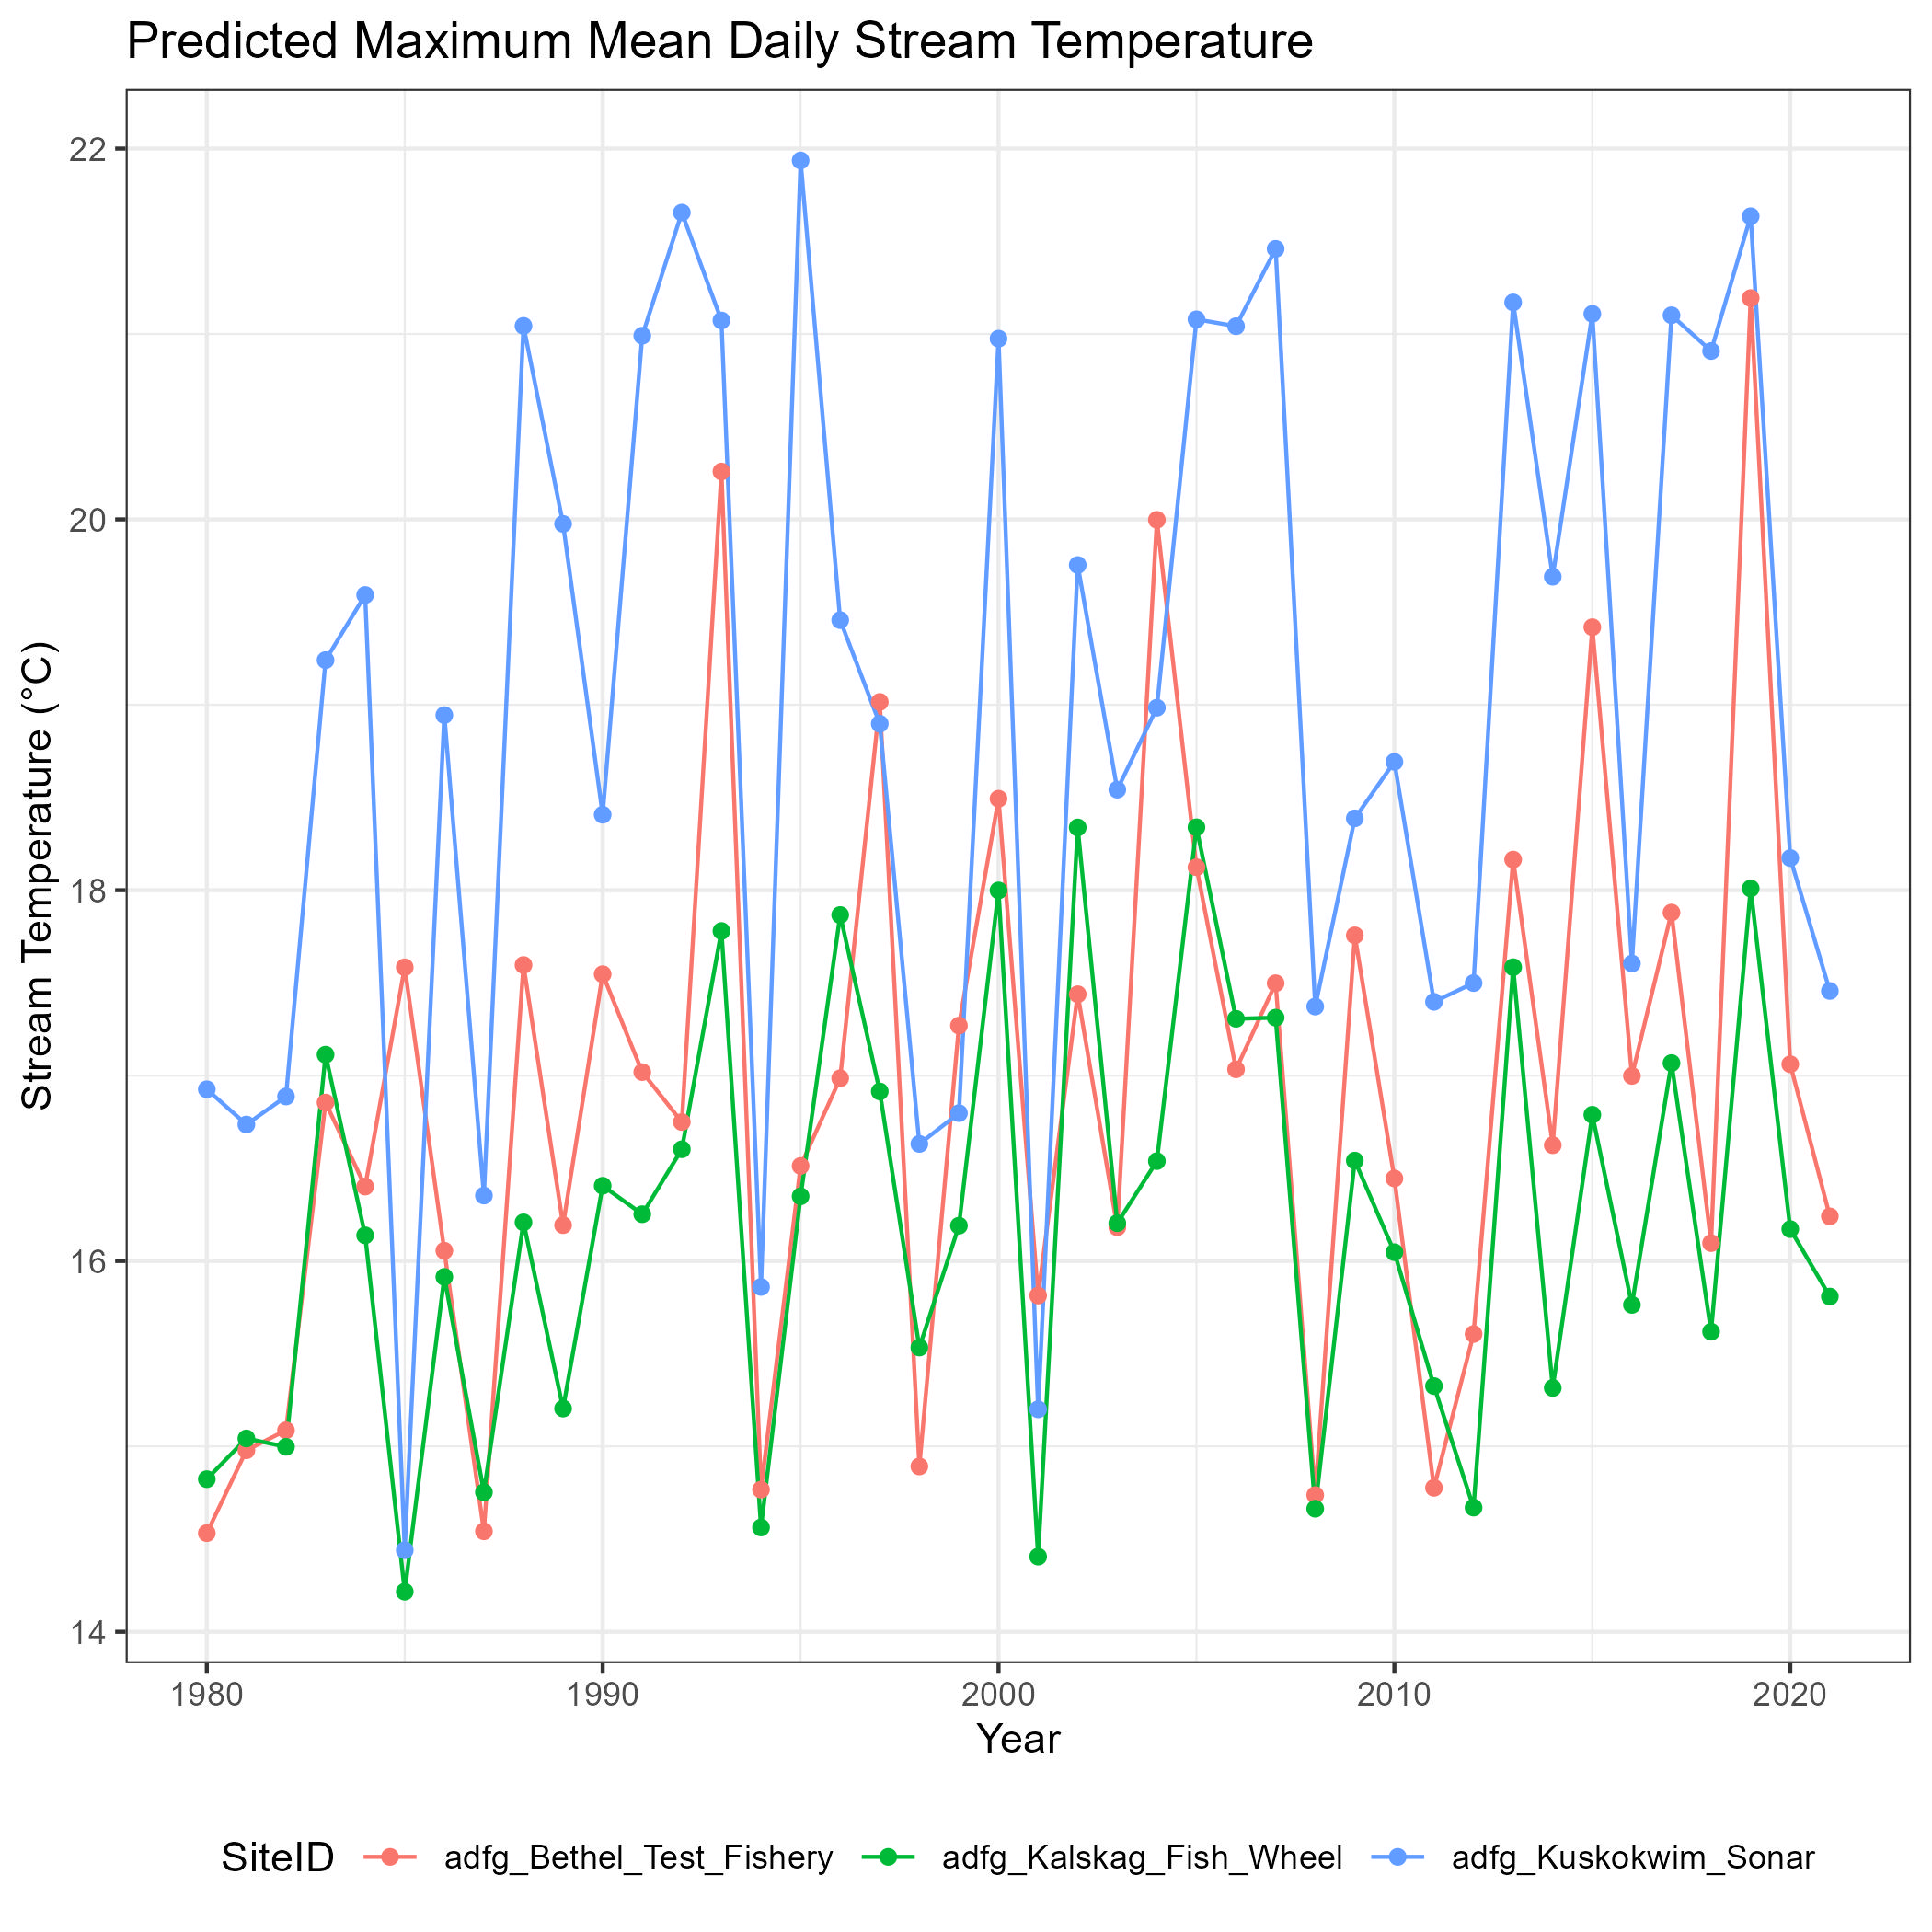 Predicted Maximum Mean Daily Stream Temperature
Stream Temperature (°C)
22
20
18
16
14
1980 1990 2000 2010 2020
Year
SiteID adfg_Bethel_Test_Fishery adfg_Kalskag_Fish_Wheel adfg_Kuskokwim_Sonar